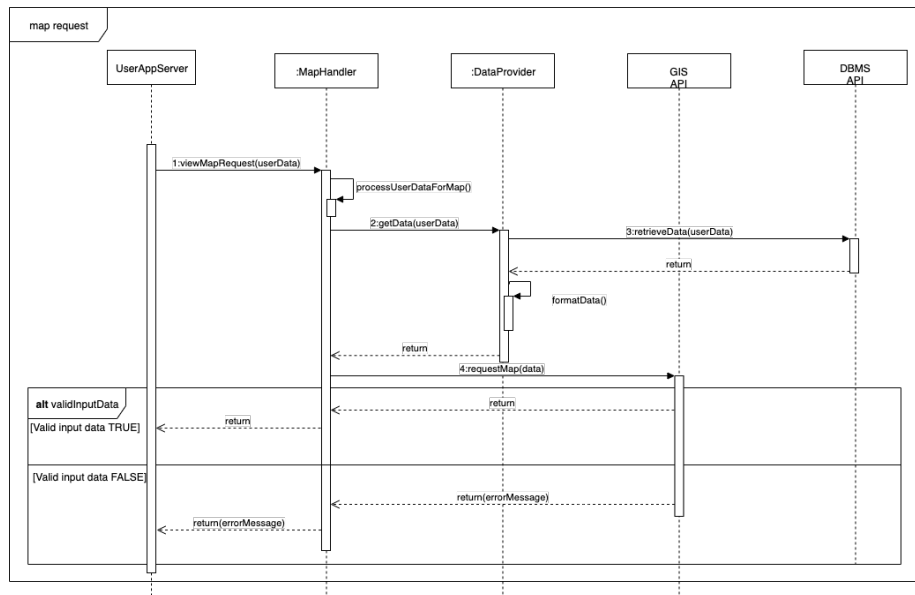 map request
UserAppServer
:MapHandler
:DataProvider
GIS
API
DBMS
API
1:viewMapRequest(userData)
processUserDataForMap()
2:getData(userData)
3:retrieveData(userData)
return
formatData()
return
4:requestMap(data)
alt validInputData
return
return
[Valid input data TRUE]
[Valid input data FALSE]
return(errorMessage)
return(errorMessage)